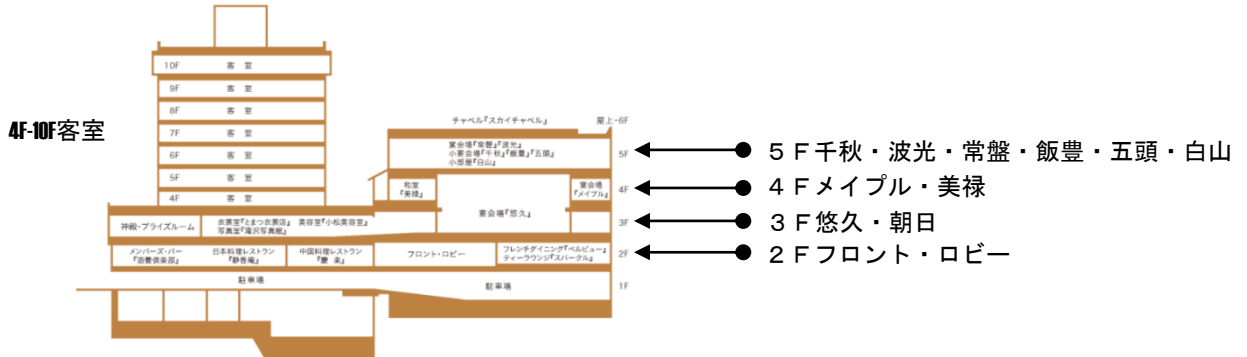 10F 客室
9F 客室
8F 客室
7F 客室
6F 客室
5F 客室
4F 客室
4F-10F客室
チャペル『スカイチャペル』
屋上・6F
宴会場『常磐』『波光』
小宴会場『千秋』『飯豊』『五頭』
小部屋『白山』
5F
和室
『美禄』
宴会場
『メイプル』
4F
宴会場『悠久』
3F
神殿・ブライズルーム
衣裳室『とまつ衣裳店』 美容室『小松美容室』
写真室『滝沢写真館』
メンバーズ・バー
『遊養倶楽部』
日本料理レストラン
『静香庵』
中国料理レストラン
『慶楽』
フロント・ロビー
フレンチダイニング『ベルビュー』
ティーラウンジ『スパークル』
2F
駐車場
駐車場
1F
5F千秋・波光・常盤・飯豊・五頭・白山
4Fメイプル・美禄
3F悠久・朝日
2Fフロント・ロビー